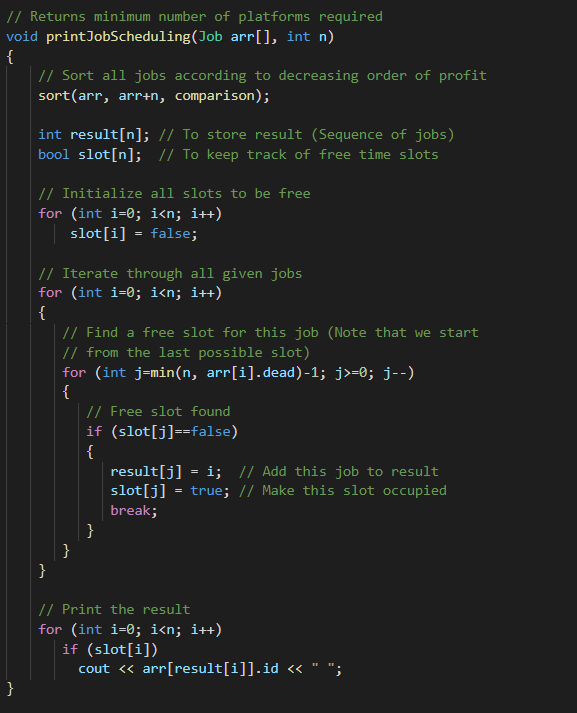 // Returns minimum number of platforms required
void printJobScheduling(Job arr[], int n)
{
    // Sort all jobs according to decreasing order of profit
    sort(arr, arr+n, comparison);

    int result[n]; // To store result (Sequence of jobs)
    bool slot[n];  // To keep track of free time slots

    // Initialize all slots to be free
    for (int i=0; i<n; i++)
        slot[i] = false;

    // Iterate through all given jobs
    for (int i=0; i<n; i++)
    {
       // Find a free slot for this job (Note that we start
       // from the last possible slot)
       for (int j=min(n, arr[i].dead)-1; j>=0; j--)
       {
          // Free slot found
          if (slot[j]==false)
          {
             result[j] = i;  // Add this job to result
             slot[j] = true; // Make this slot occupied
             break;
          }
       }
    }

    // Print the result
    for (int i=0; i<n; i++)
       if (slot[i])
         cout << arr[result[i]].id << " ";
}